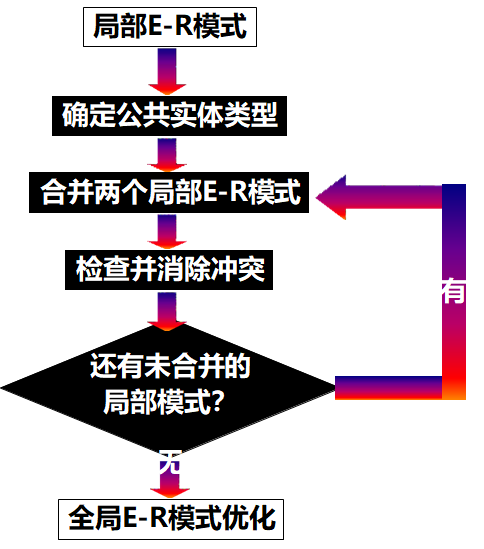 局部E-R模式
确定公共实体类型
合并两个局部E-R模式
检查并消除冲突
有
还有未合并的
局部模式？
无
全局E-R模式优化